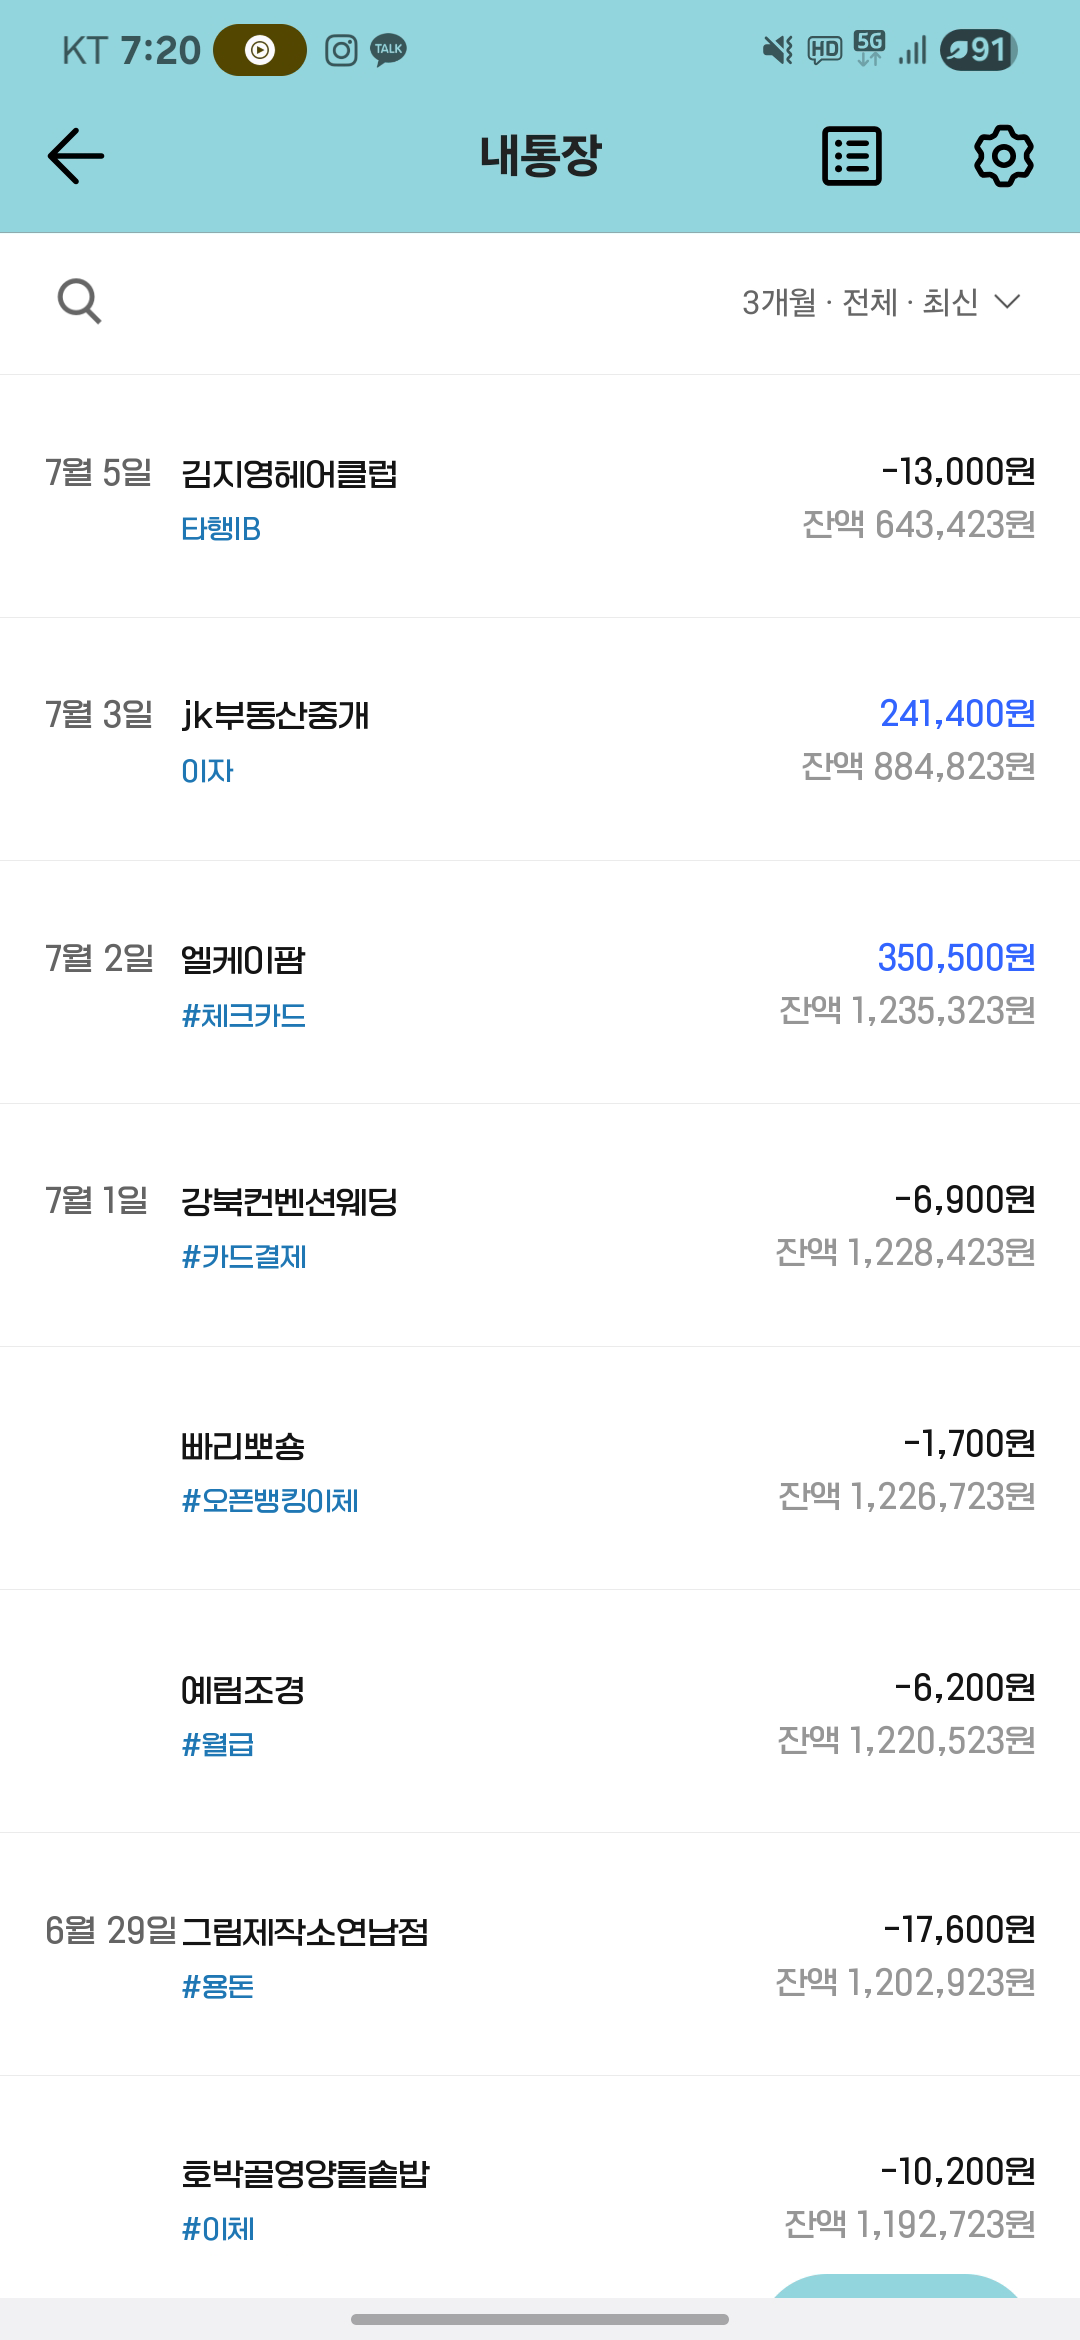 KT 7:20 TALK HD 5G 91
내통장
3개월 · 전체 · 최신
7월 5일 김지영헤어클럽 -13,000원
타행IB 잔액 643,423원
7월 3일 jk부동산중개 241,400원
이자 잔액 884,823원
7월 2일 엘케이팜 350,500원
#체크카드 잔액 1,235,323원
7월 1일 강북컨벤션웨딩 -6,900원
#카드결제 잔액 1,228,423원
빠리뽀숑 -1,700원
#오픈뱅킹이체 잔액 1,226,723원
예림조경 -6,200원
#월급 잔액 1,220,523원
6월 29일 그림제작소연남점 -17,600원
#용돈 잔액 1,202,923원
호박골영양돌솥밥 -10,200원
#이체 잔액 1,192,723원